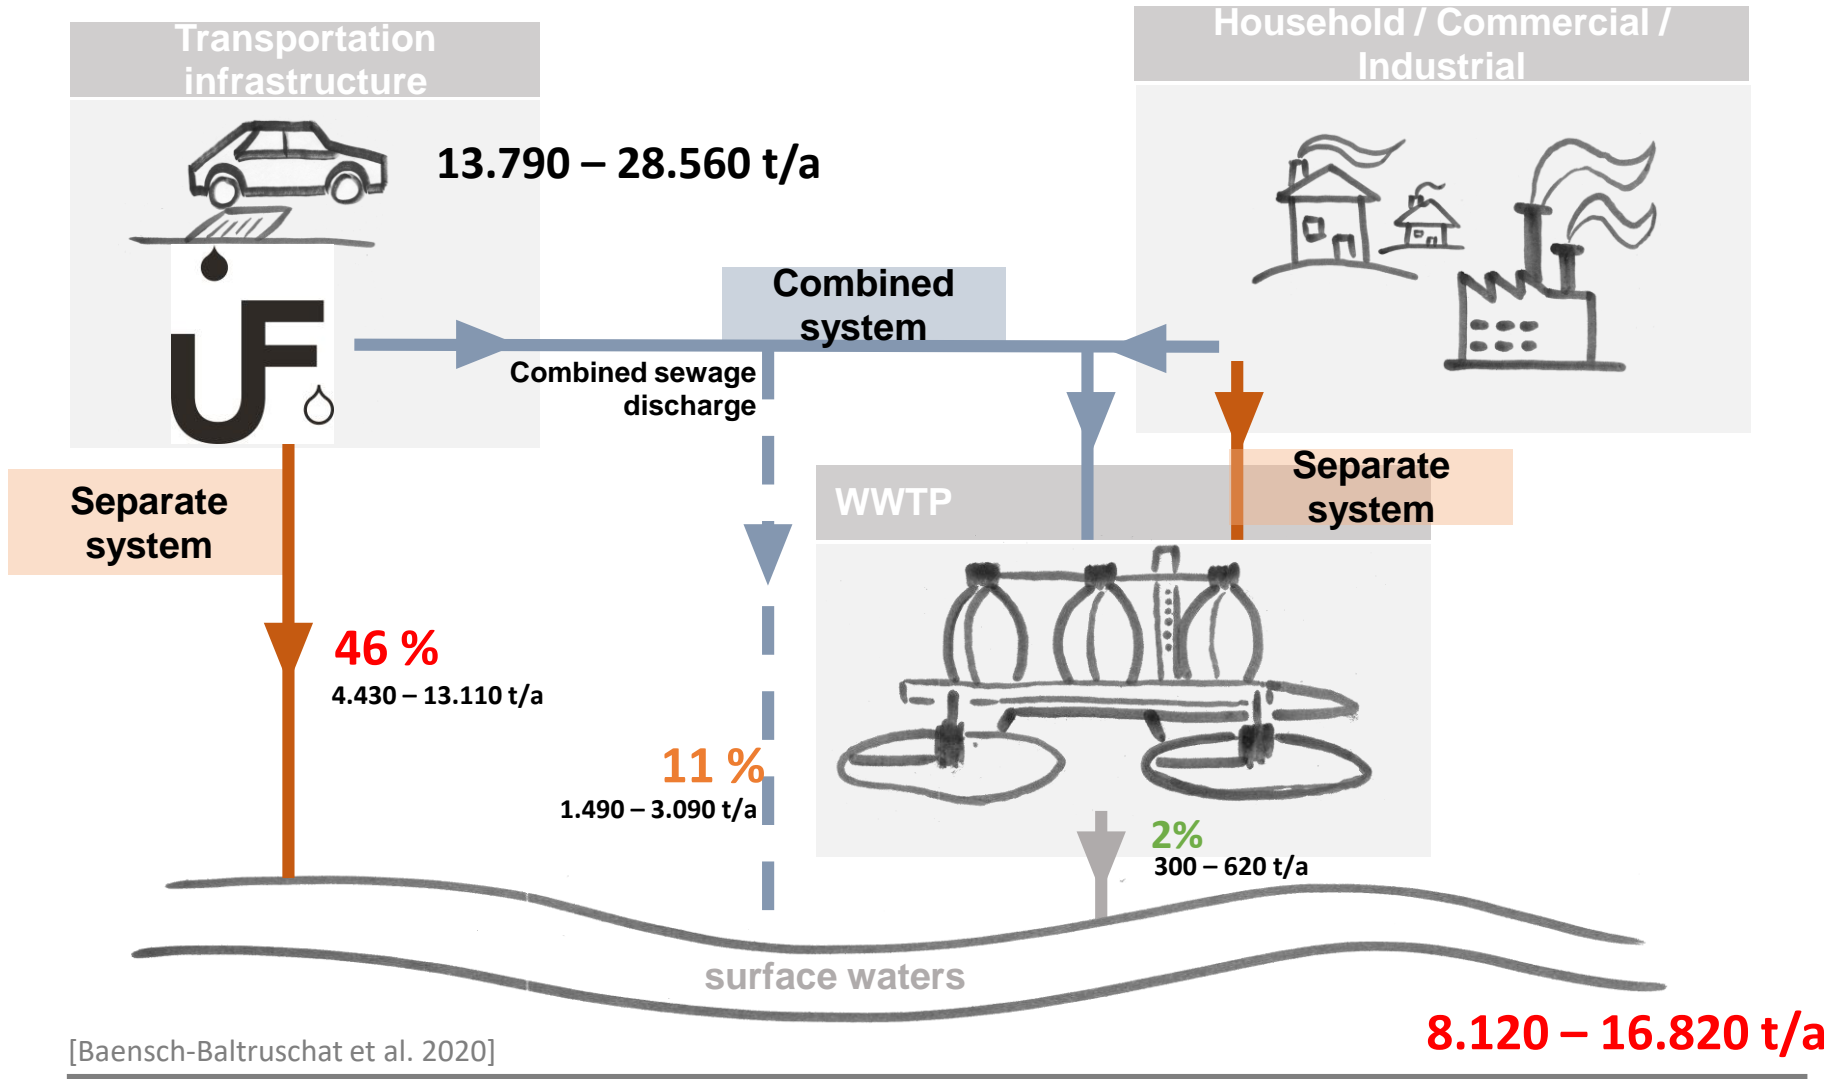 Transportation
infrastructure
Household / Commercial /
Industrial
13.790 – 28.560 t/a
UF
Combined
system
Combined sewage
discharge
Separate
system
WWTP
Separate
system
46 %
4.430 – 13.110 t/a
11 %
1.490 – 3.090 t/a
2%
300 – 620 t/a
surface waters
8.120 – 16.820 t/a
[Baensch-Baltruschat et al. 2020]